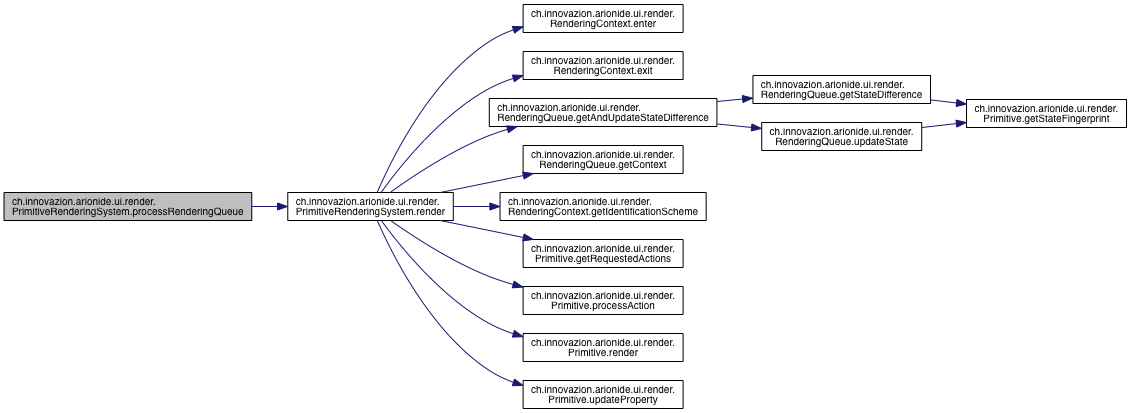 ch.innovazion.arionide.ui.render.
PrimitiveRenderingSystem.processRenderingQueue
ch.innovazion.arionide.ui.render.
PrimitiveRenderingSystem.render
ch.innovazion.arionide.ui.render.
RenderingContext.enter
ch.innovazion.arionide.ui.render.
RenderingContext.exit
ch.innovazion.arionide.ui.render.
RenderingQueue.getAndUpdateStateDifference
ch.innovazion.arionide.ui.render.
RenderingQueue.getStateDifference
ch.innovazion.arionide.ui.render.
RenderingQueue.updateState
ch.innovazion.arionide.ui.render.
Primitive.getStateFingerprint
ch.innovazion.arionide.ui.render.
RenderingQueue.getContext
ch.innovazion.arionide.ui.render.
RenderingContext.getIdentificationScheme
ch.innovazion.arionide.ui.render.
Primitive.getRequestedActions
ch.innovazion.arionide.ui.render.
Primitive.processAction
ch.innovazion.arionide.ui.render.
Primitive.render
ch.innovazion.arionide.ui.render.
Primitive.updateProperty